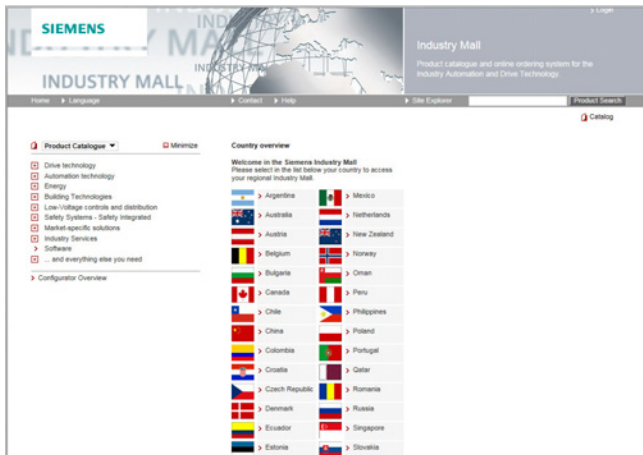 > Login
SIEMENS
INDUSTRY MALL
Industry Mall
Product catalogue and online ordering system for the
Industry Automation and Drive Technology.
Home
Language
Contact
Help
Site Explorer
Product Search
Catalog
Product Catalogue
Minimize
Drive technology
Automation technology
Energy
Building Technologies
Low-Voltage controls and distribution
Safety Systems - Safety Integrated
Market-specific solutions
Industry Services
Software
... and everything else you need
Configurator Overview
Country overview
Welcome in the Siemens Industry Mall
Please select in the list below your country to access
your regional Industry Mall.
Argentina
Mexico
Australia
Netherlands
Austria
New Zealand
Belgium
Norway
Bulgaria
Oman
Canada
Peru
Chile
Philippines
China
Poland
Colombia
Portugal
Croatia
Qatar
Czech Republic
Romania
Denmark
Russia
Ecuador
Singapore
Estonia
Slovakia